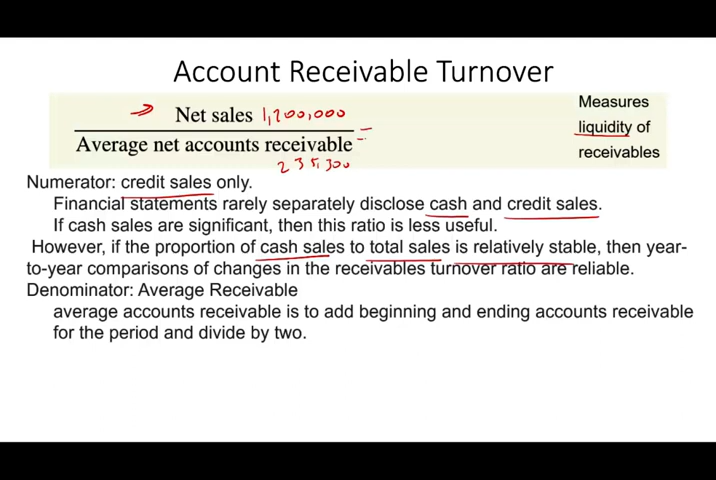 Account Receivable Turnover
Net sales 1,200,000
Average net accounts receivable =
235,300
Measures
liquidity of
receivables
Numerator: credit sales only.
Financial statements rarely separately disclose cash and credit sales.
If cash sales are significant, then this ratio is less useful.
However, if the proportion of cash sales to total sales is relatively stable, then year-
to-year comparisons of changes in the receivables turnover ratio are reliable.
Denominator: Average Receivable
average accounts receivable is to add beginning and ending accounts receivable
for the period and divide by two.